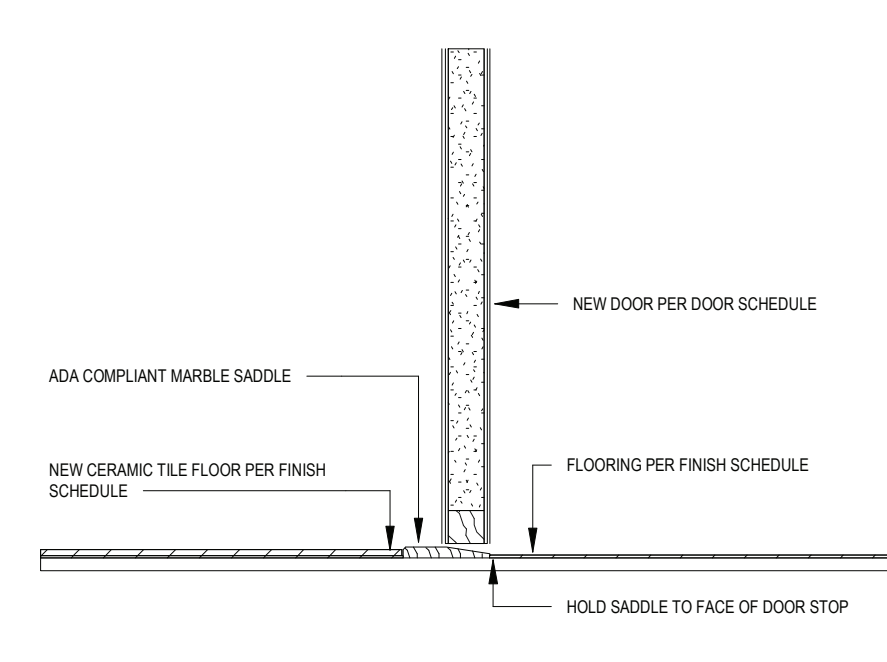 NEW DOOR PER DOOR SCHEDULE
ADA COMPLIANT MARBLE SADDLE
NEW CERAMIC TILE FLOOR PER FINISH
SCHEDULE
FLOORING PER FINISH SCHEDULE
HOLD SADDLE TO FACE OF DOOR STOP